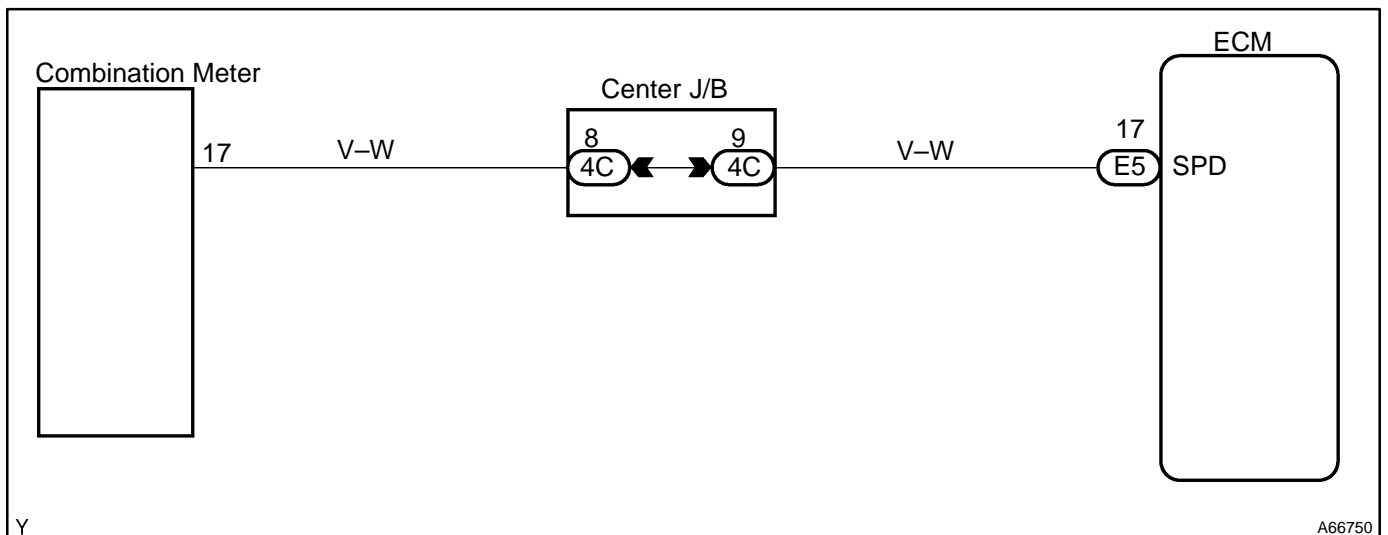 ECM
Combination Meter
Center J/B
17
V–W
8
4C
9
4C
V–W
17
E5
SPD
Y
A66750